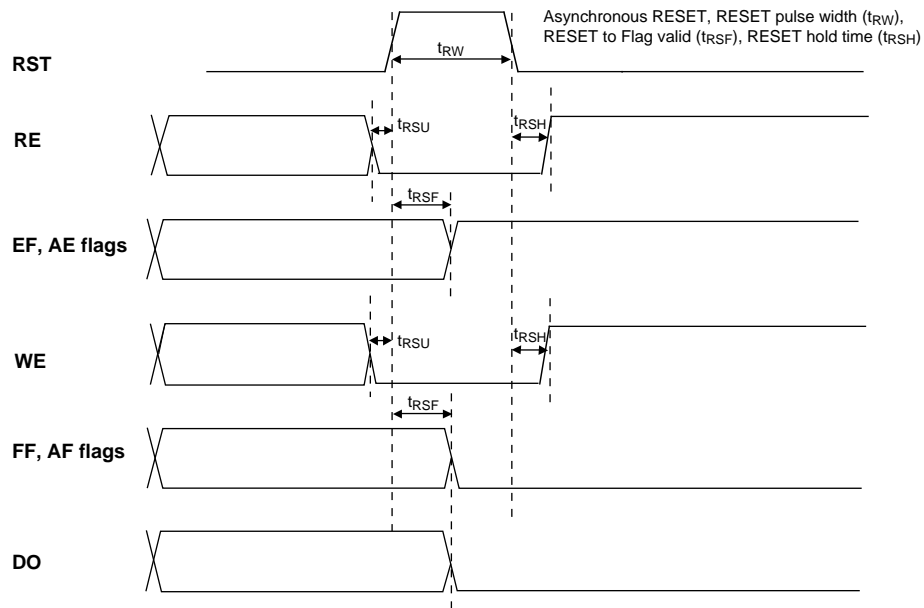 Asynchronous RESET, RESET pulse width (tRW),
RESET to Flag valid (tRSF), RESET hold time (tRSH)
tRW
RST
tRSU
tRSH
RE
tRSF
EF, AE flags
tRSU
tRSH
WE
tRSF
FF, AF flags
DO